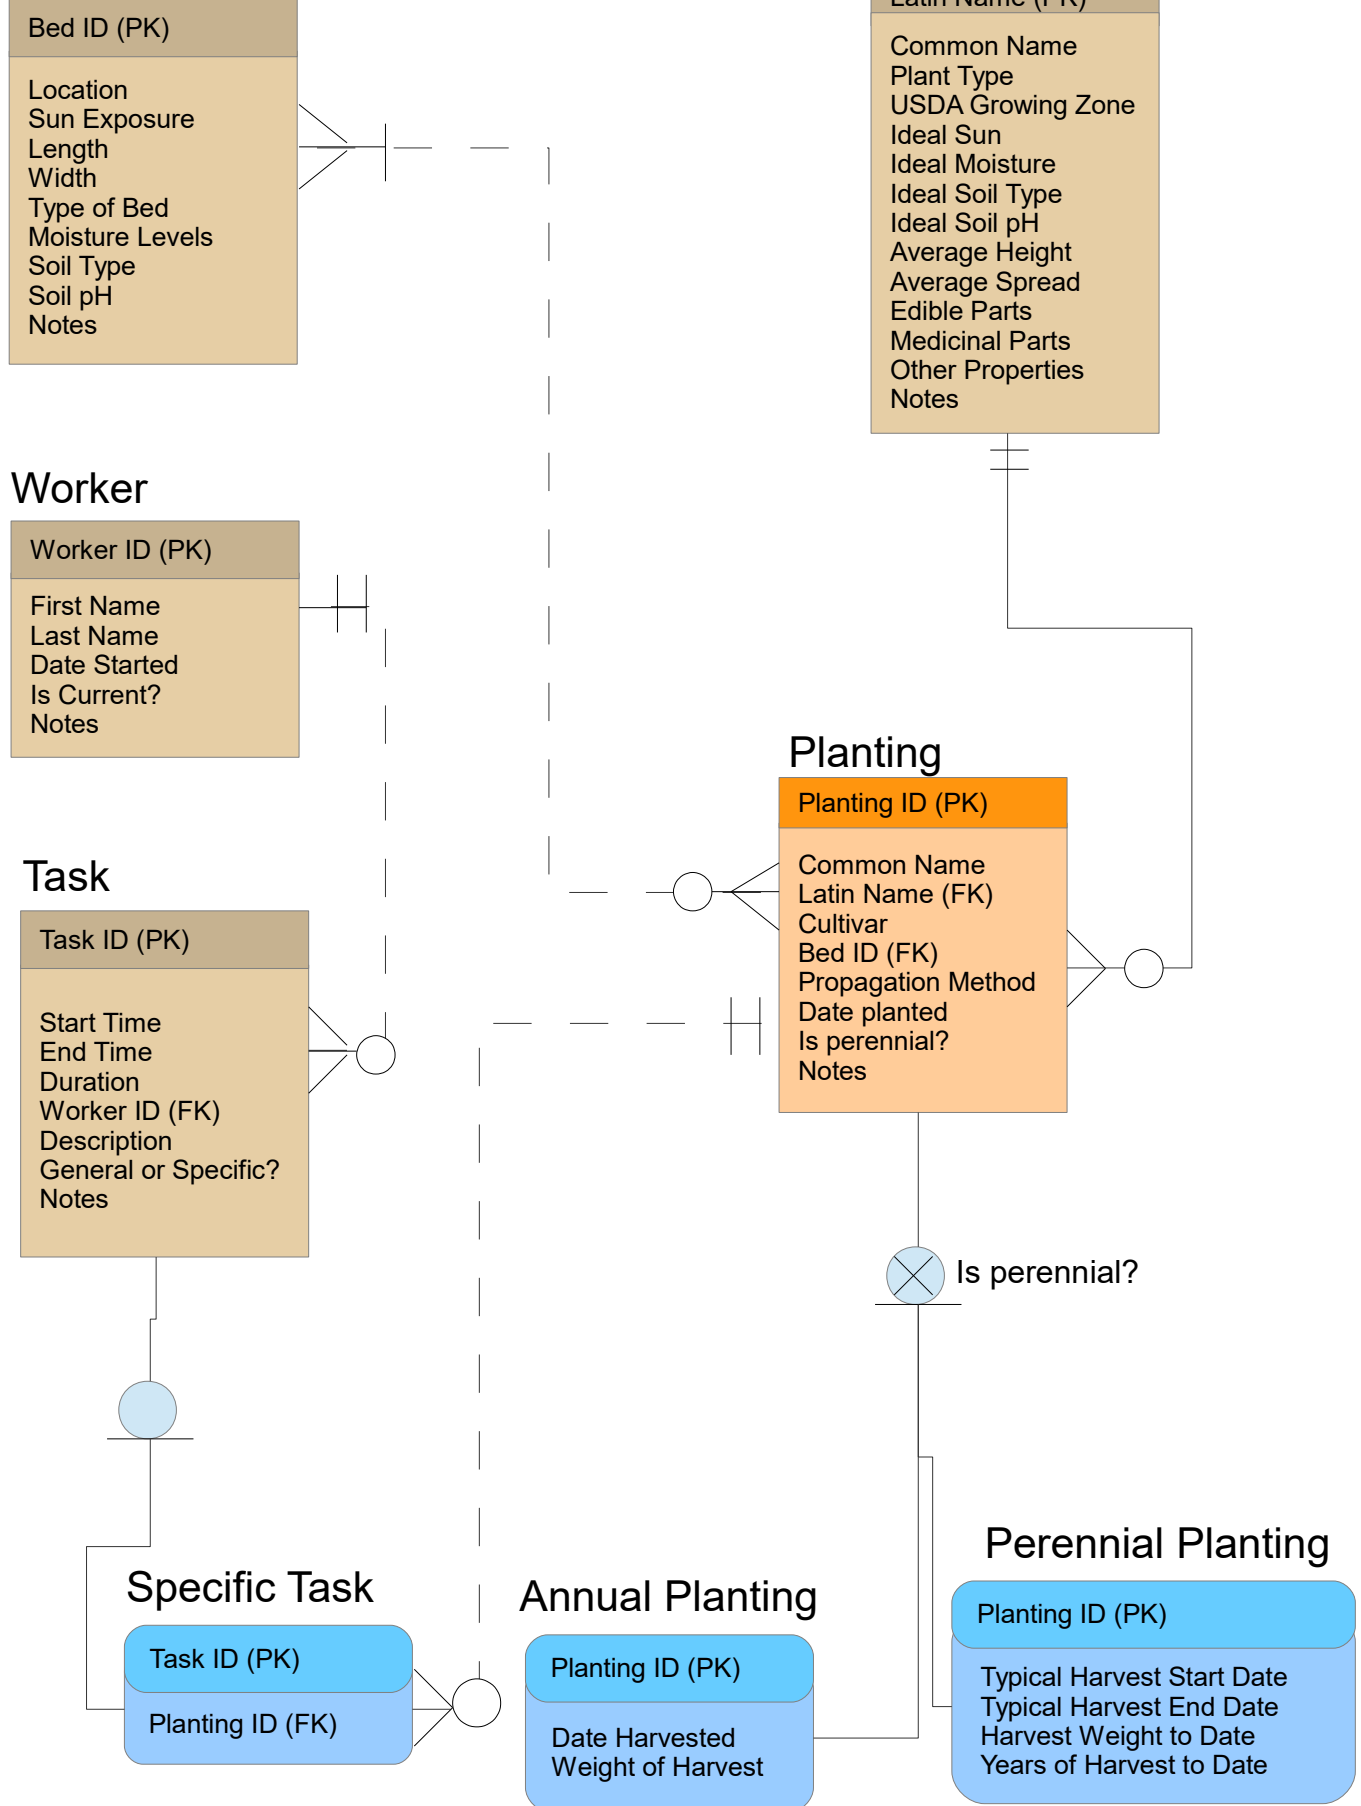 Bed ID (PK)
Location
Sun Exposure
Length
Width
Type of Bed
Moisture Levels
Soil Type
Soil pH
Notes
Latin Name (PK)
Common Name
Plant Type
USDA Growing Zone
Ideal Sun
Ideal Moisture
Ideal Soil Type
Ideal Soil pH
Average Height
Average Spread
Edible Parts
Medicinal Parts
Other Properties
Notes
Worker
Worker ID (PK)
First Name
Last Name
Date Started
Is Current?
Notes
Planting
Planting ID (PK)
Common Name
Latin Name (FK)
Cultivar
Bed ID (FK)
Propagation Method
Date planted
Is perennial?
Notes
Task
Task ID (PK)
Start Time
End Time
Duration
Worker ID (FK)
Description
General or Specific?
Notes
Is perennial?
Specific Task
Task ID (PK)
Planting ID (FK)
Annual Planting
Planting ID (PK)
Date Harvested
Weight of Harvest
Perennial Planting
Planting ID (PK)
Typical Harvest Start Date
Typical Harvest End Date
Harvest Weight to Date
Years of Harvest to Date